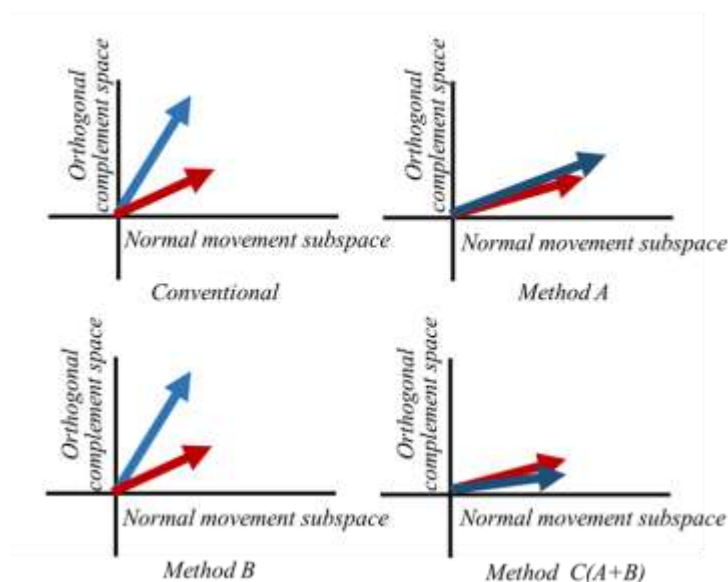 Orthogonal
complement space
Normal movement subspace
Conventional
Orthogonal
complement space
Normal movement subspace
Method A
Orthogonal
complement space
Normal movement subspace
Method B
Orthogonal
complement space
Normal movement subspace
Method C(A+B)